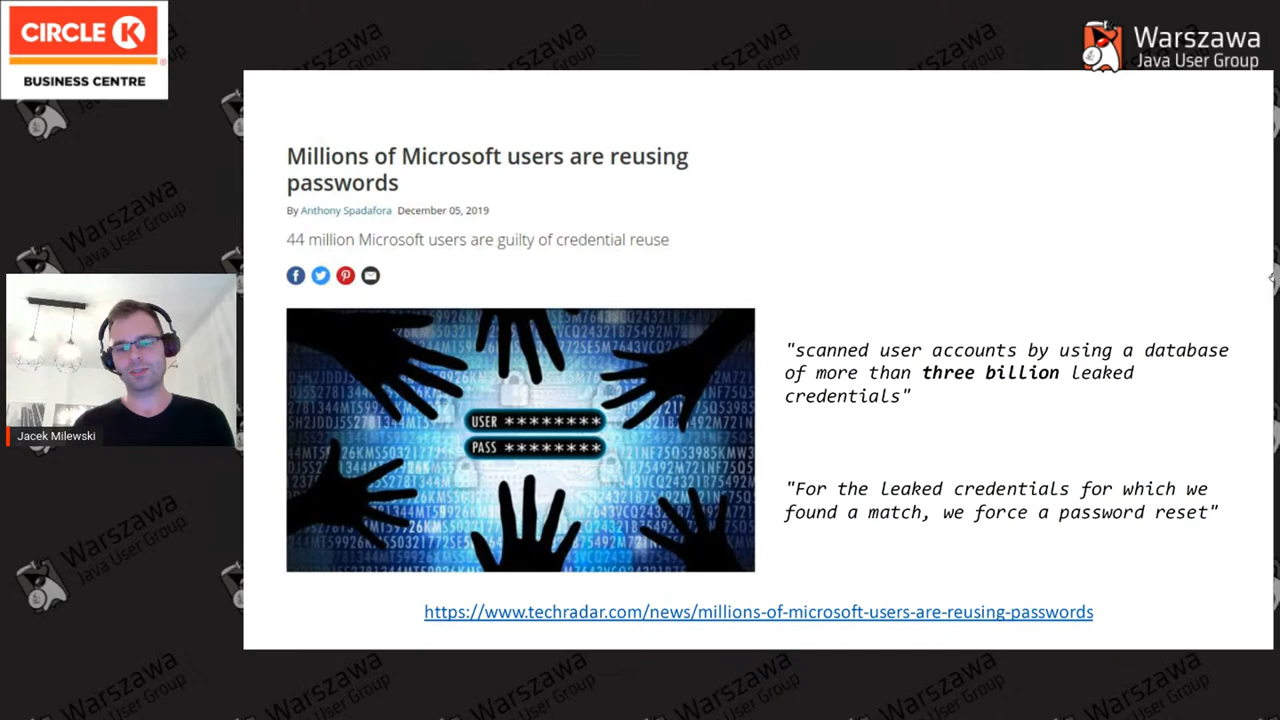 CIRCLE K
BUSINESS CENTRE
Warszawa
Java User Group
Millions of Microsoft users are reusing
passwords
By Anthony Spadafora December 05, 2019
44 million Microsoft users are guilty of credential reuse
USER ********
PASS ********
"scanned user accounts by using a database
of more than three billion leaked
credentials"
"For the leaked credentials for which we
found a match, we force a password reset"
https://www.techradar.com/news/millions-of-microsoft-users-are-reusing-passwords
Jacek Milewski